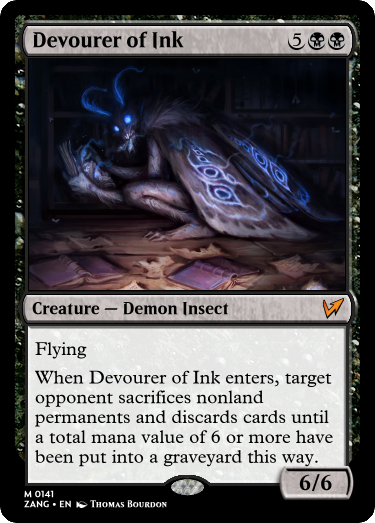 Devourer of Ink 5
Creature — Demon Insect
Flying
When Devourer of Ink enters, target
opponent sacrifices nonland
permanents and discards cards until
a total mana value of 6 or more have
been put into a graveyard this way.
6/6
M 0141
ZANG • EN Thomas Bourdon